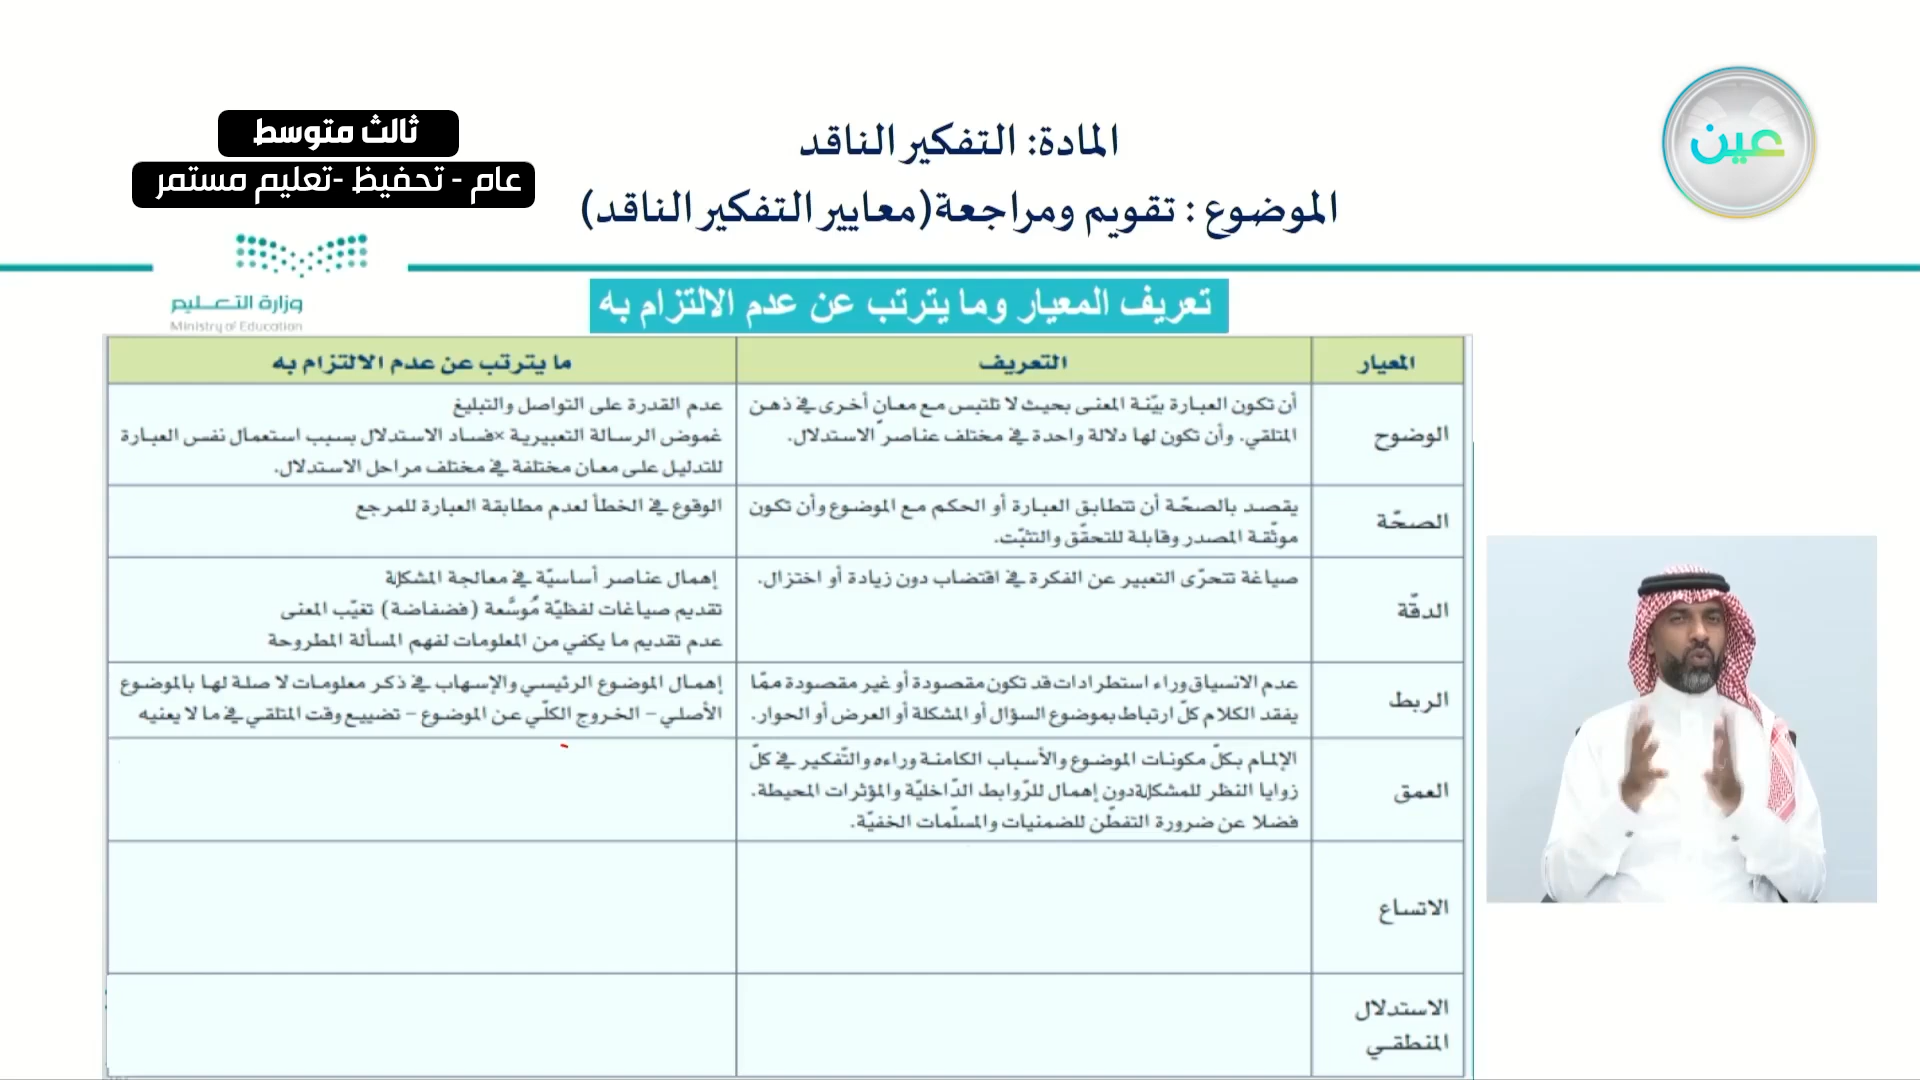 ثالث متوسط
عام - تحفيظ -تعليم مستمر
المادة: التفكير الناقد
الموضوع : تقويم ومراجعة(معايير التفكير الناقد)
عين
وزارة التعـــليم
Ministry of Education
تعريف المعيار وما يترتب عن عدم الالتزام به
المعيار
التعريف
ما يترتب عن عدم الالتزام به
الوضوح
أن تكون العبارة بيّنة المعنى بحيث لا تلتبس مع معانٍ أخرى في ذهن
المتلقي. وأن تكون لها دلالة واحدة في مختلف عناصر الاستدلال.
عدم القدرة على التواصل والتبليغ
غموض الرسالة التعبيرية ×فساد الاستدلال بسبب استعمال نفس العبارة
للتدليل على معان مختلفة في مختلف مراحل الاستدلال.
الصحّة
يقصد بالصحّة أن تتطابق العبارة أو الحكم مع الموضوع وأن تكون
موثّقة المصدر وقابلة للتحقّق والتثبّت.
الوقوع في الخطأ لعدم مطابقة العبارة للمرجع
الدقّة
صياغة تتحرّى التعبير عن الفكرة في اقتضاب دون زيادة أو اختزال.
إهمال عناصر أساسيّة في معالجة المشكلة
تقديم صياغات لفظيّة مُوسَّعة (فضفاضة) تغيّب المعنى
عدم تقديم ما يكفي من المعلومات لفهم المسألة المطروحة
الربط
عدم الانسياق وراء استطرادات قد تكون مقصودة أو غير مقصودة ممّا
يفقد الكلام كلّ ارتباط بموضوع السؤال أو المشكلة أو العرض أو الحوار.
إهمال الموضوع الرئيسي والإسهاب في ذكر معلومات لا صلة لها بالموضوع
الأصلي – الخروج الكلّي عن الموضوع – تضييع وقت المتلقي في ما لا يعنيه
العمق
الإلمام بكلّ مكونات الموضوع والأسباب الكامنة وراءه والتّفكير في كلّ
زوايا النظر للمشكلة دون إهمال للرّوابط الدّاخليّة والمؤثرات المحيطة.
فضلا عن ضرورة التفطّن للضمنيات والمسلّمات الخفيّة.
الاتساع
الاستدلال
المنطقي